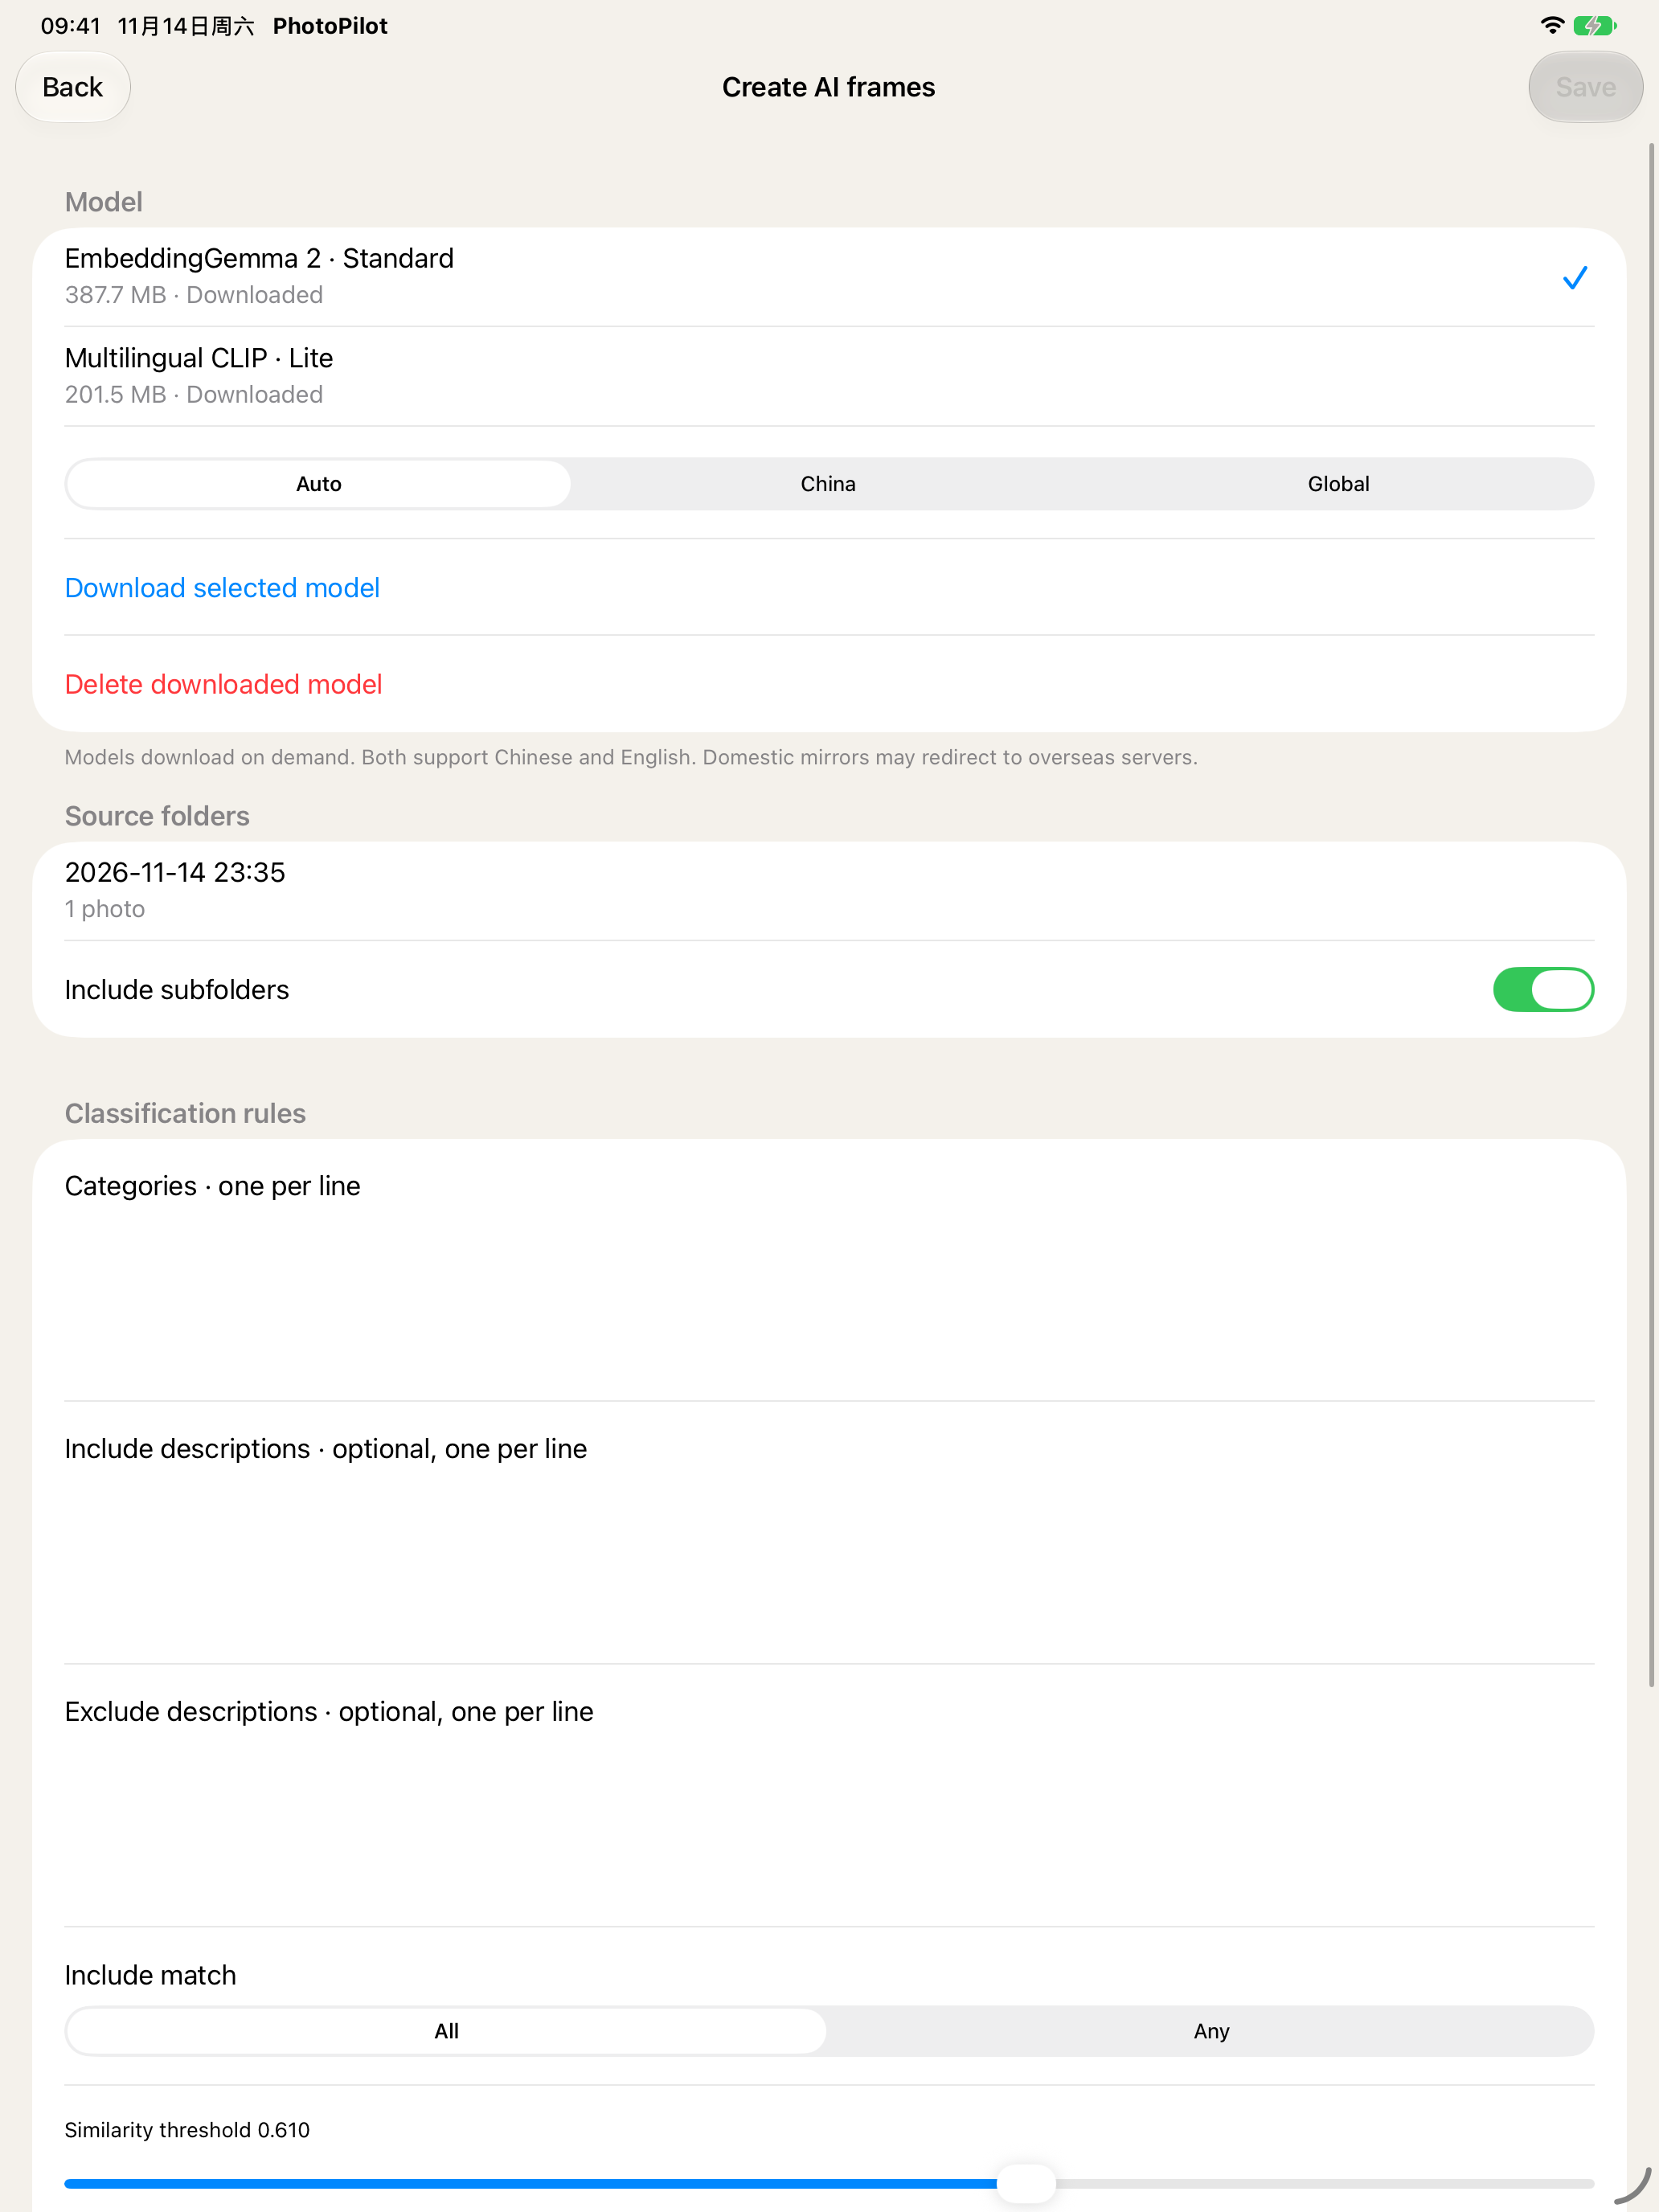 09:41 11月14日周六 PhotoPilot
Back
Create AI frames
Save
Model
EmbeddingGemma 2 · Standard
387.7 MB · Downloaded
Multilingual CLIP · Lite
201.5 MB · Downloaded
Auto China Global
Download selected model
Delete downloaded model
Models download on demand. Both support Chinese and English. Domestic mirrors may redirect to overseas servers.
Source folders
2026-11-14 23:35
1 photo
Include subfolders
Classification rules
Categories · one per line
Include descriptions · optional, one per line
Exclude descriptions · optional, one per line
Include match
All Any
Similarity threshold 0.610